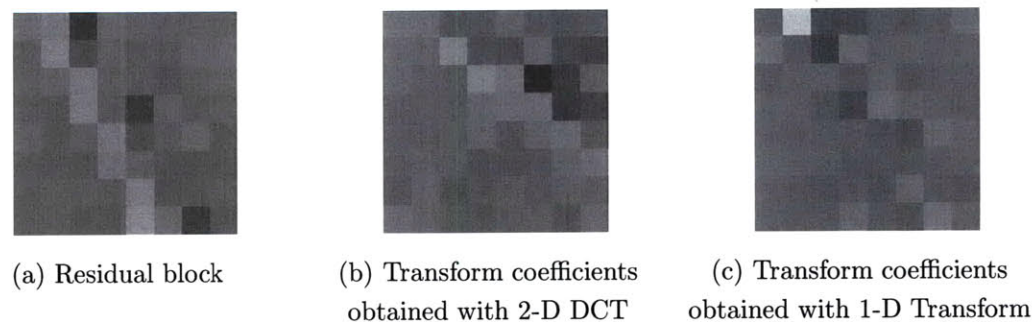 (a) Residual block
(b) Transform coefficients
obtained with 2-D DCT
(c) Transform coefficients
obtained with 1-D Transform